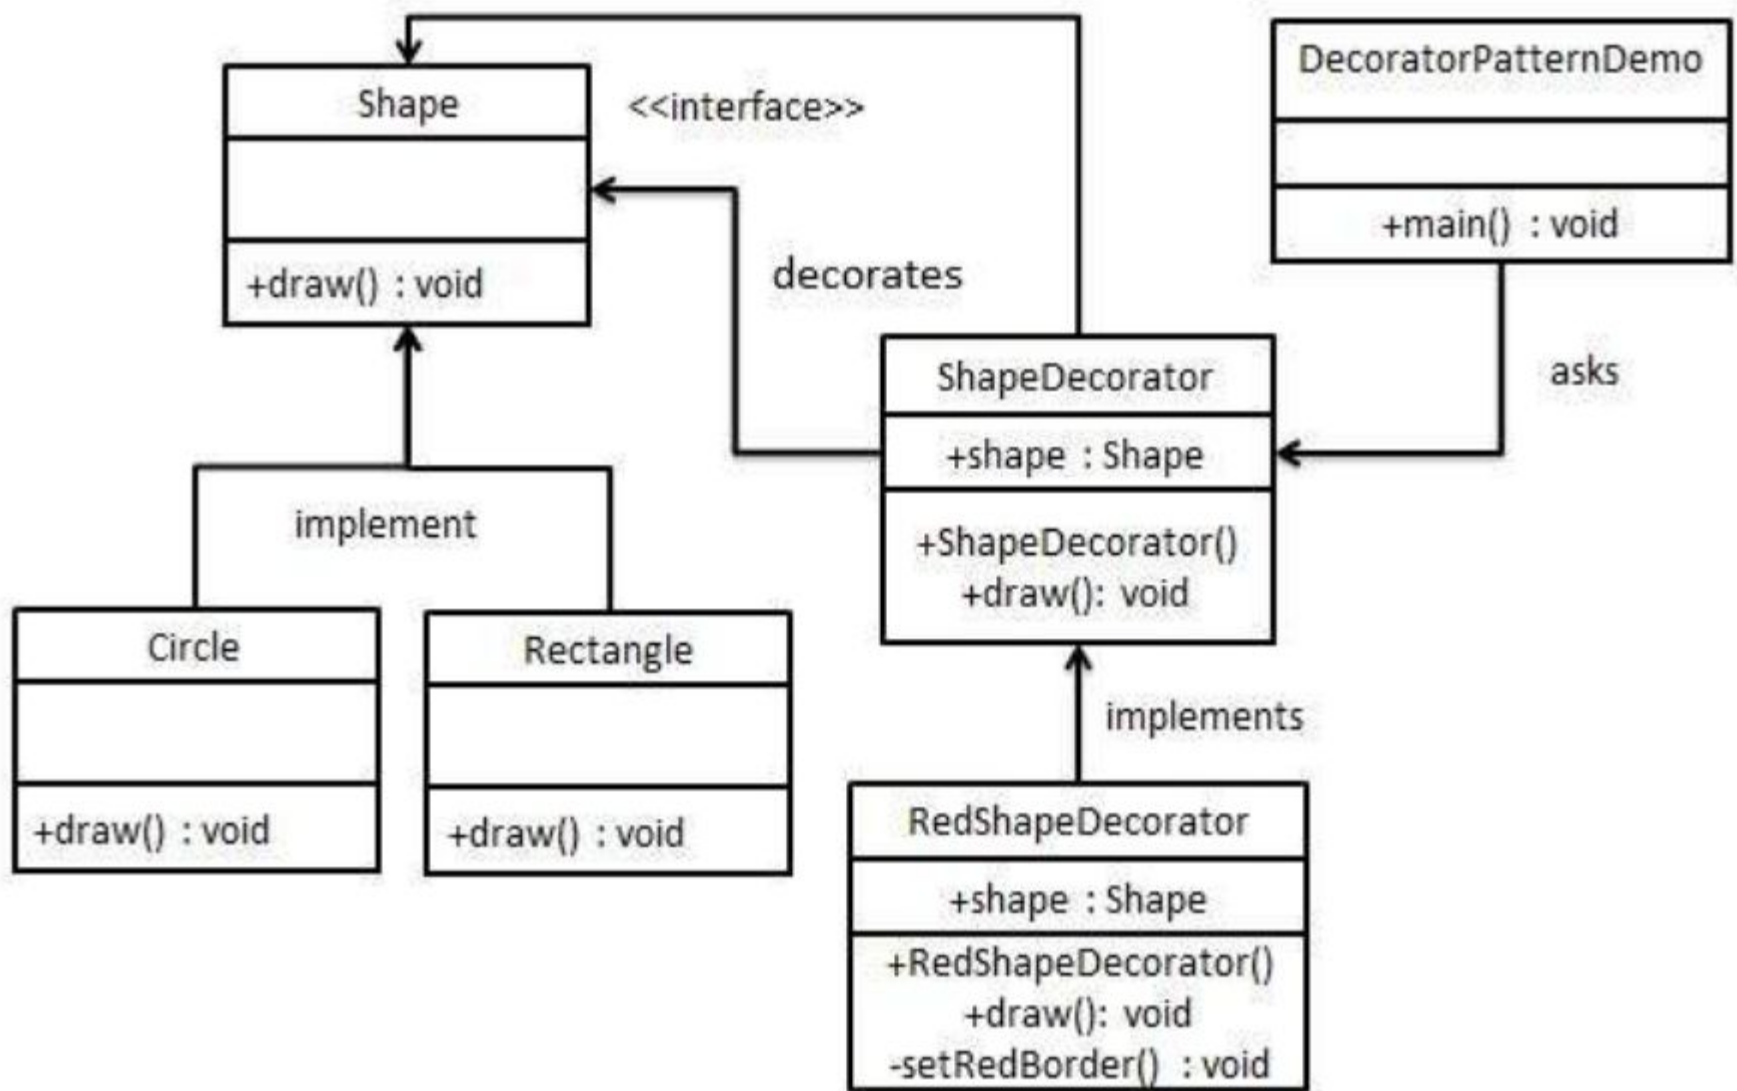 Shape
+draw() : void
<<interface>>
DecoratorPatternDemo
+main() : void
decorates
asks
ShapeDecorator
+shape : Shape
+ShapeDecorator()
+draw(): void
implement
Circle
+draw() : void
Rectangle
+draw() : void
implements
RedShapeDecorator
+shape : Shape
+RedShapeDecorator()
+draw(): void
-setRedBorder() : void